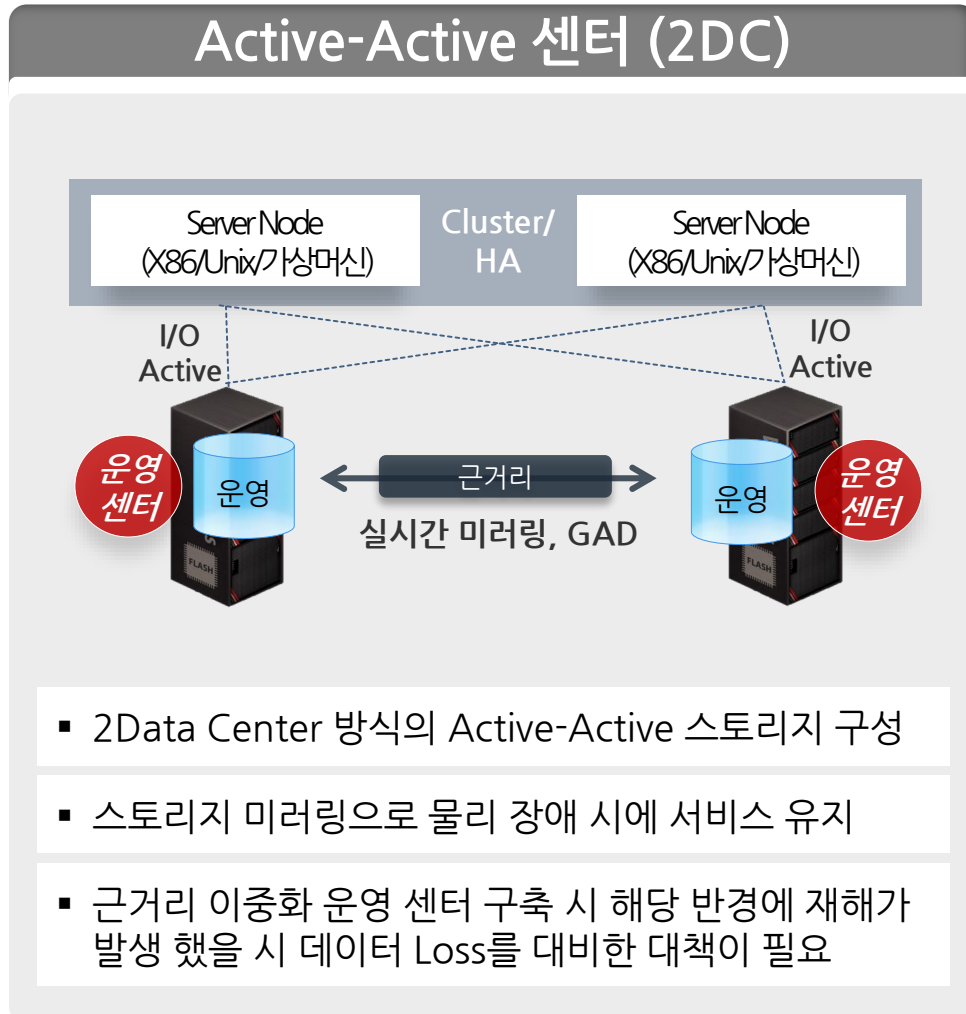 Active-Active 센터 (2DC)
Server Node
(X86/Unix/가상머신)
Cluster/
HA
Server Node
(X86/Unix/가상머신)
I/O
Active
I/O
Active
운영
센터
운영
근거리
실시간 미러링, GAD
운영
운영
센터
FLASH
FLASH
▪ 2Data Center 방식의 Active-Active 스토리지 구성
▪ 스토리지 미러링으로 물리 장애 시에 서비스 유지
▪ 근거리 이중화 운영 센터 구축 시 해당 반경에 재해가
발생 했을 시 데이터 Loss를 대비한 대책이 필요